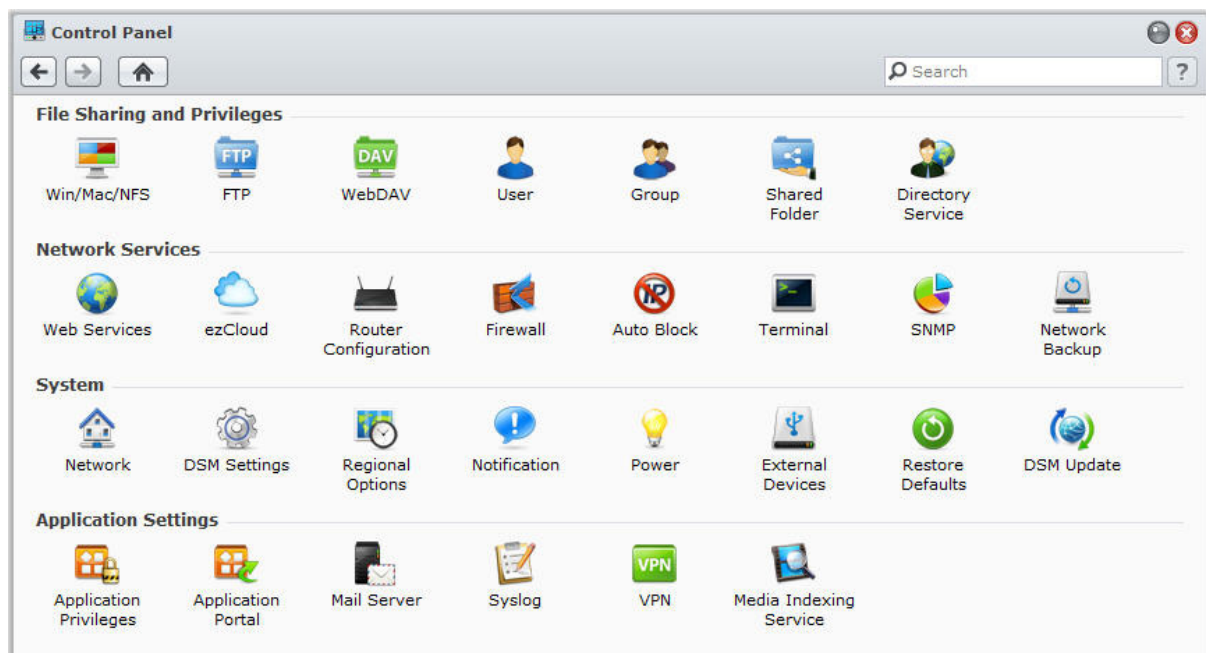 Control Panel
Search
?
File Sharing and Privileges
FTP
DAV
Win/Mac/NFS
FTP
WebDAV
User
Group
Shared
Folder
Directory
Service
Network Services
IP
Web Services
ezCloud
Router
Configuration
Firewall
Auto Block
Terminal
SNMP
Network
Backup
System
Network
DSM Settings
Regional
Options
Notification
Power
External
Devices
Restore
Defaults
DSM Update
Application Settings
VPN
Application
Privileges
Application
Portal
Mail Server
Syslog
VPN
Media Indexing
Service